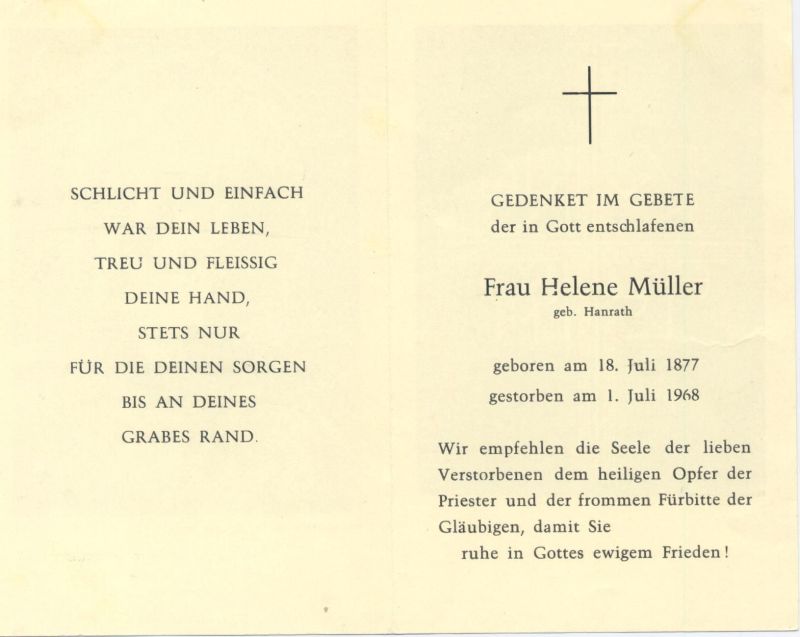 SCHLICHT UND EINFACH
WAR DEIN LEBEN,
TREU UND FLEISSIG
DEINE HAND,
STETS NUR
FÜR DIE DEINEN SORGEN
BIS AN DEINES
GRABES RAND.
GEDENKET IM GEBETE
der in Gott entschlafenen
Frau Helene Müller
geb. Hanrath
geboren am 18. Juli 1877
gestorben am 1. Juli 1968
Wir empfehlen die Seele der lieben
Verstorbenen dem heiligen Opfer der
Priester und der frommen Fürbitte der
Gläubigen, damit Sie
ruhe in Gottes ewigem Frieden!